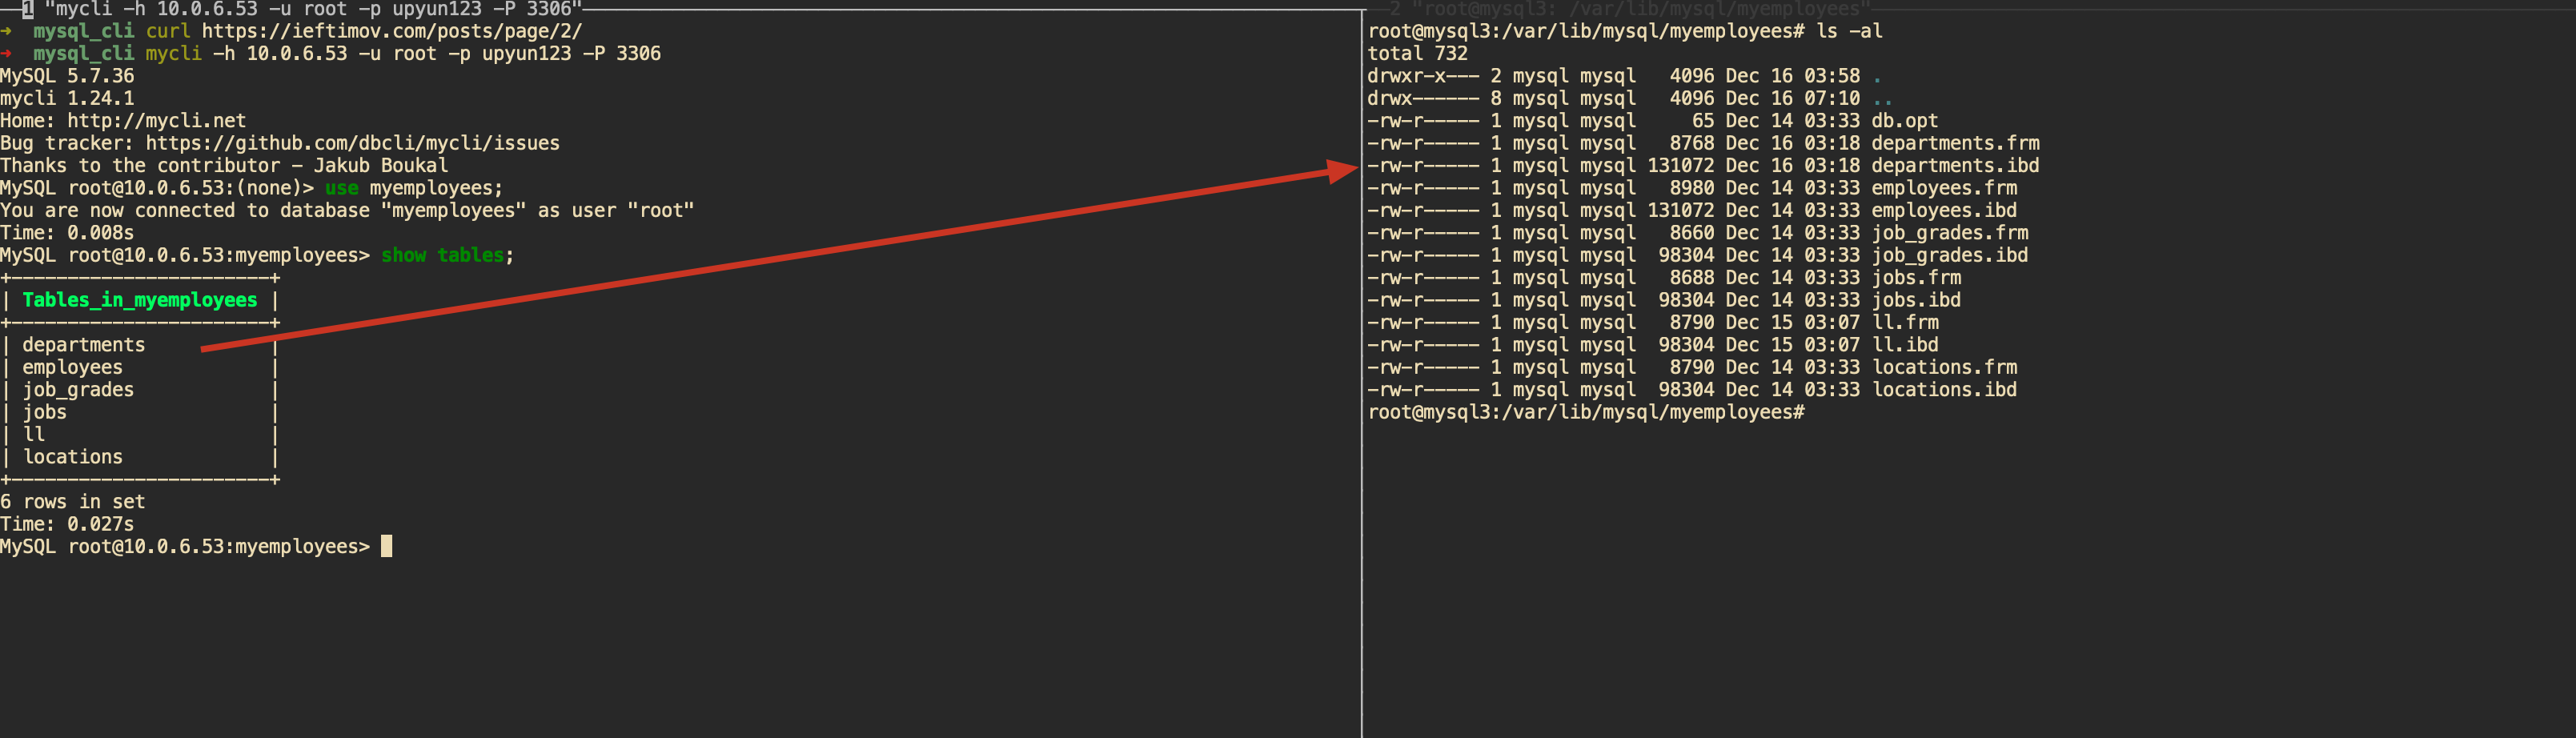 1 "mycli -h 10.0.6.53 -u root -p upyun123 -P 3306"
→ mysql_cli curl https://ieftimov.com/posts/page/2/
→ mysql_cli mycli -h 10.0.6.53 -u root -p upyun123 -P 3306
MySQL 5.7.36
mycli 1.24.1
Home: http://mycli.net
Bug tracker: https://github.com/dbcli/mycli/issues
Thanks to the contributor - Jakub Boukal
MySQL root@10.0.6.53:(none)> use myemployees;
You are now connected to database "myemployees" as user "root"
Time: 0.008s
MySQL root@10.0.6.53:myemployees> show tables;
+-----------------------+
| Tables_in_myemployees |
+-----------------------+
| departments           |
| employees             |
| job_grades            |
| jobs                  |
| ll                    |
| locations             |
+-----------------------+
6 rows in set
Time: 0.027s
MySQL root@10.0.6.53:myemployees>
2 "root@mysql3: /var/lib/mysql/myemployees"
root@mysql3:/var/lib/mysql/myemployees# ls -al
total 732
drwxr-x--- 2 mysql mysql   4096 Dec 16 03:58 .
drwx------ 8 mysql mysql   4096 Dec 16 07:10 ..
-rw-r----- 1 mysql mysql     65 Dec 14 03:33 db.opt
-rw-r----- 1 mysql mysql   8768 Dec 16 03:18 departments.frm
-rw-r----- 1 mysql mysql 131072 Dec 16 03:18 departments.ibd
-rw-r----- 1 mysql mysql   8980 Dec 14 03:33 employees.frm
-rw-r----- 1 mysql mysql 131072 Dec 14 03:33 employees.ibd
-rw-r----- 1 mysql mysql   8660 Dec 14 03:33 job_grades.frm
-rw-r----- 1 mysql mysql  98304 Dec 14 03:33 job_grades.ibd
-rw-r----- 1 mysql mysql   8688 Dec 14 03:33 jobs.frm
-rw-r----- 1 mysql mysql  98304 Dec 14 03:33 jobs.ibd
-rw-r----- 1 mysql mysql   8790 Dec 15 03:07 ll.frm
-rw-r----- 1 mysql mysql  98304 Dec 15 03:07 ll.ibd
-rw-r----- 1 mysql mysql   8790 Dec 14 03:33 locations.frm
-rw-r----- 1 mysql mysql  98304 Dec 14 03:33 locations.ibd
root@mysql3:/var/lib/mysql/myemployees#